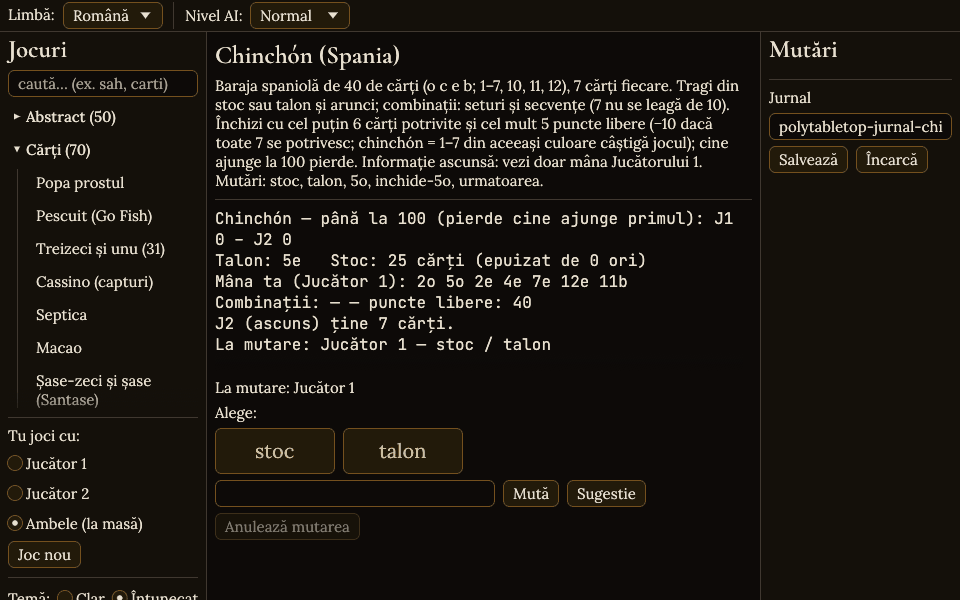 Limbă: Română ▼ Nivel AI: Normal ▼
Jocuri
caută... (ex. sah, carti)
▸ Abstract (50)
▾ Cărți (70)
Popa prostul
Pescuit (Go Fish)
Treizeci și unu (31)
Cassino (capturi)
Septica
Macao
Șase-zeci și șase
(Santase)
Tu joci cu:
Jucător 1
Jucător 2
Ambele (la masă)
Joc nou
Temă: Clar Întunecat
Chinchón (Spania)
Baraja spaniolă de 40 de cărți (o c e b; 1–7, 10, 11, 12), 7 cărți fiecare. Tragi din
stoc sau talon și arunci; combinații: seturi și secvențe (7 nu se leagă de 10).
Închizi cu cel puțin 6 cărți potrivite și cel mult 5 puncte libere (−10 dacă
toate 7 se potrivesc; chinchón = 1–7 din aceeași culoare câștigă jocul); cine
ajunge la 100 pierde. Informație ascunsă: vezi doar mâna Jucătorului 1.
Mutări: stoc, talon, 5o, inchide-5o, urmatoarea.
Chinchón — până la 100 (pierde cine ajunge primul): J1
0 – J2 0
Talon: 5e   Stoc: 25 cărți (epuizat de 0 ori)
Mâna ta (Jucător 1): 2o 5o 2e 4e 7e 12e 11b
Combinații: — — puncte libere: 40
J2 (ascuns) ține 7 cărți.
La mutare: Jucător 1 — stoc / talon
La mutare: Jucător 1
Alege:
stoc talon
Mută Sugestie
Anulează mutarea
Mutări
Jurnal
polytabletop-jurnal-chi
Salvează Încarcă